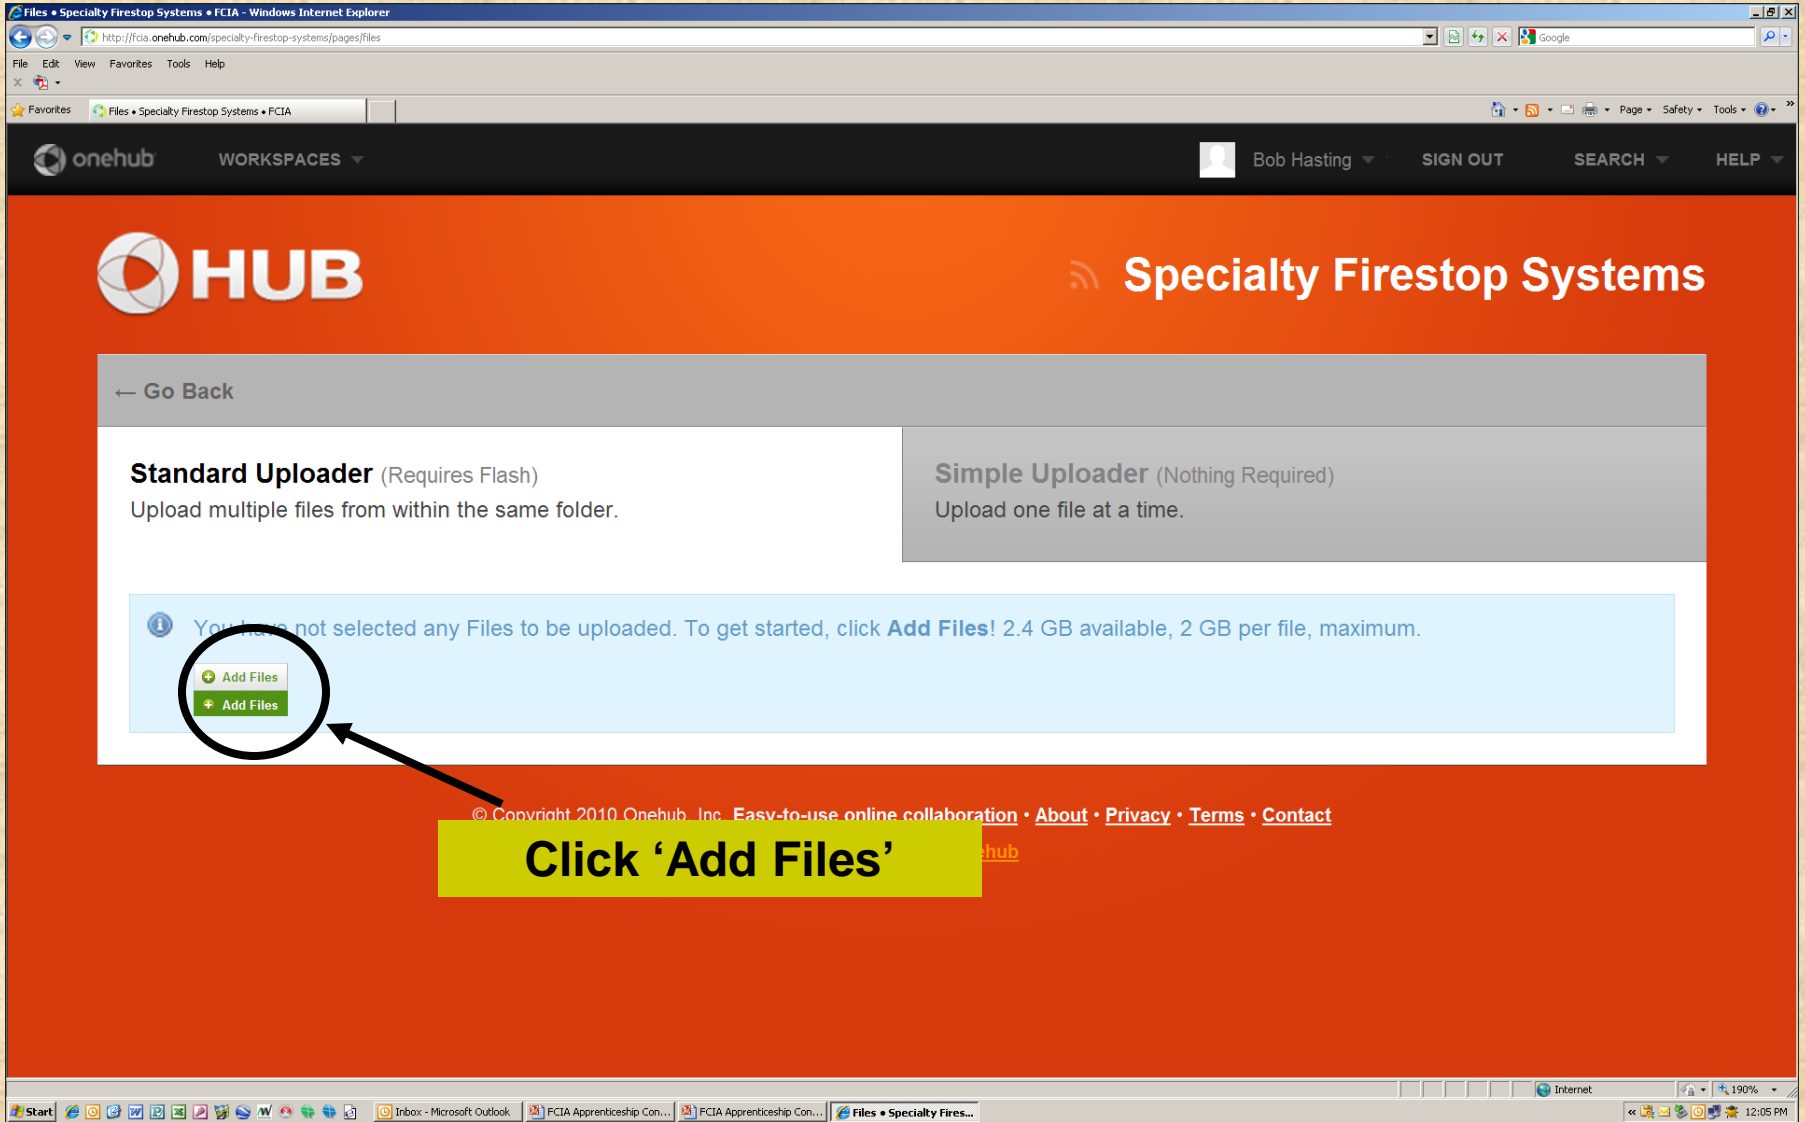 Files • Specialty Firestop Systems • FCIA - Windows Internet Explorer
http://fcia.onehub.com/specialty-firestop-systems/pages/files
Google
File Edit View Favorites Tools Help
Favorites Files • Specialty Firestop Systems • FCIA Page Safety Tools
onehub WORKSPACES Bob Hasting SIGN OUT SEARCH HELP
HUB Specialty Firestop Systems
← Go Back
Standard Uploader (Requires Flash)
Upload multiple files from within the same folder.
Simple Uploader (Nothing Required)
Upload one file at a time.
You have not selected any Files to be uploaded. To get started, click Add Files! 2.4 GB available, 2 GB per file, maximum.
Add Files
Add Files
© Copyright 2010 Onehub, Inc. Easy-to-use online collaboration • About • Privacy • Terms • Contact
hub
Click ‘Add Files’
Internet 190%
Start Inbox - Microsoft Outlook FCIA Apprenticeship Con... FCIA Apprenticeship Con... Files • Specialty Fires... 12:05 PM